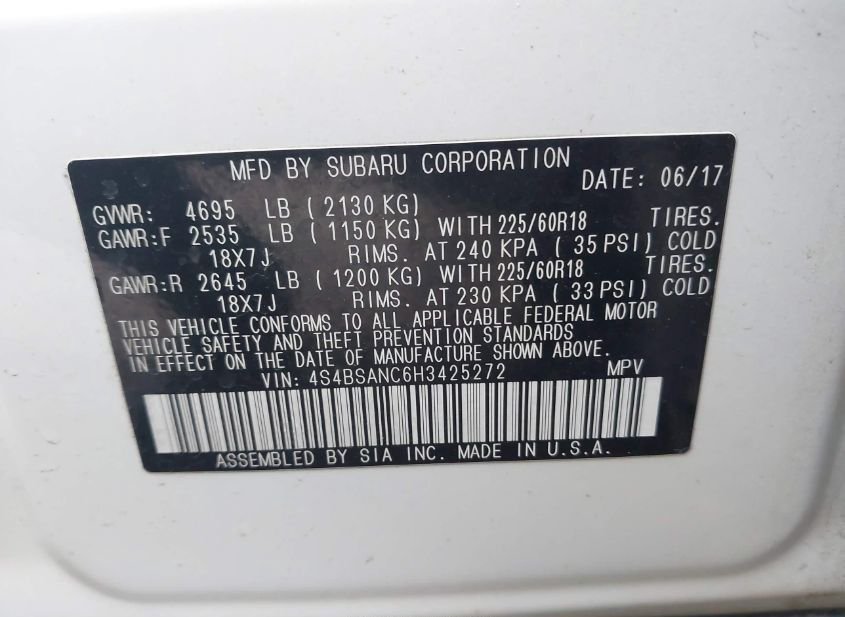 MFD BY SUBARU CORPORATION
DATE: 06/17
GVWR: 4695 LB ( 2130 KG)
GAWR:F 2535 LB ( 1150 KG) WITH 225/60R18 TIRES.
18X7J RIMS. AT 240 KPA ( 35 PSI) COLD
GAWR:R 2645 LB ( 1200 KG) WITH 225/60R18 TIRES.
18X7J RIMS. AT 230 KPA ( 33 PSI) COLD
THIS VEHICLE CONFORMS TO ALL APPLICABLE FEDERAL MOTOR
VEHICLE SAFETY AND THEFT PREVENTION STANDARDS
IN EFFECT ON THE DATE OF MANUFACTURE SHOWN ABOVE.
VIN: 4S4BSANC6H3425272 MPV
ASSEMBLED BY SIA INC. MADE IN U.S.A.